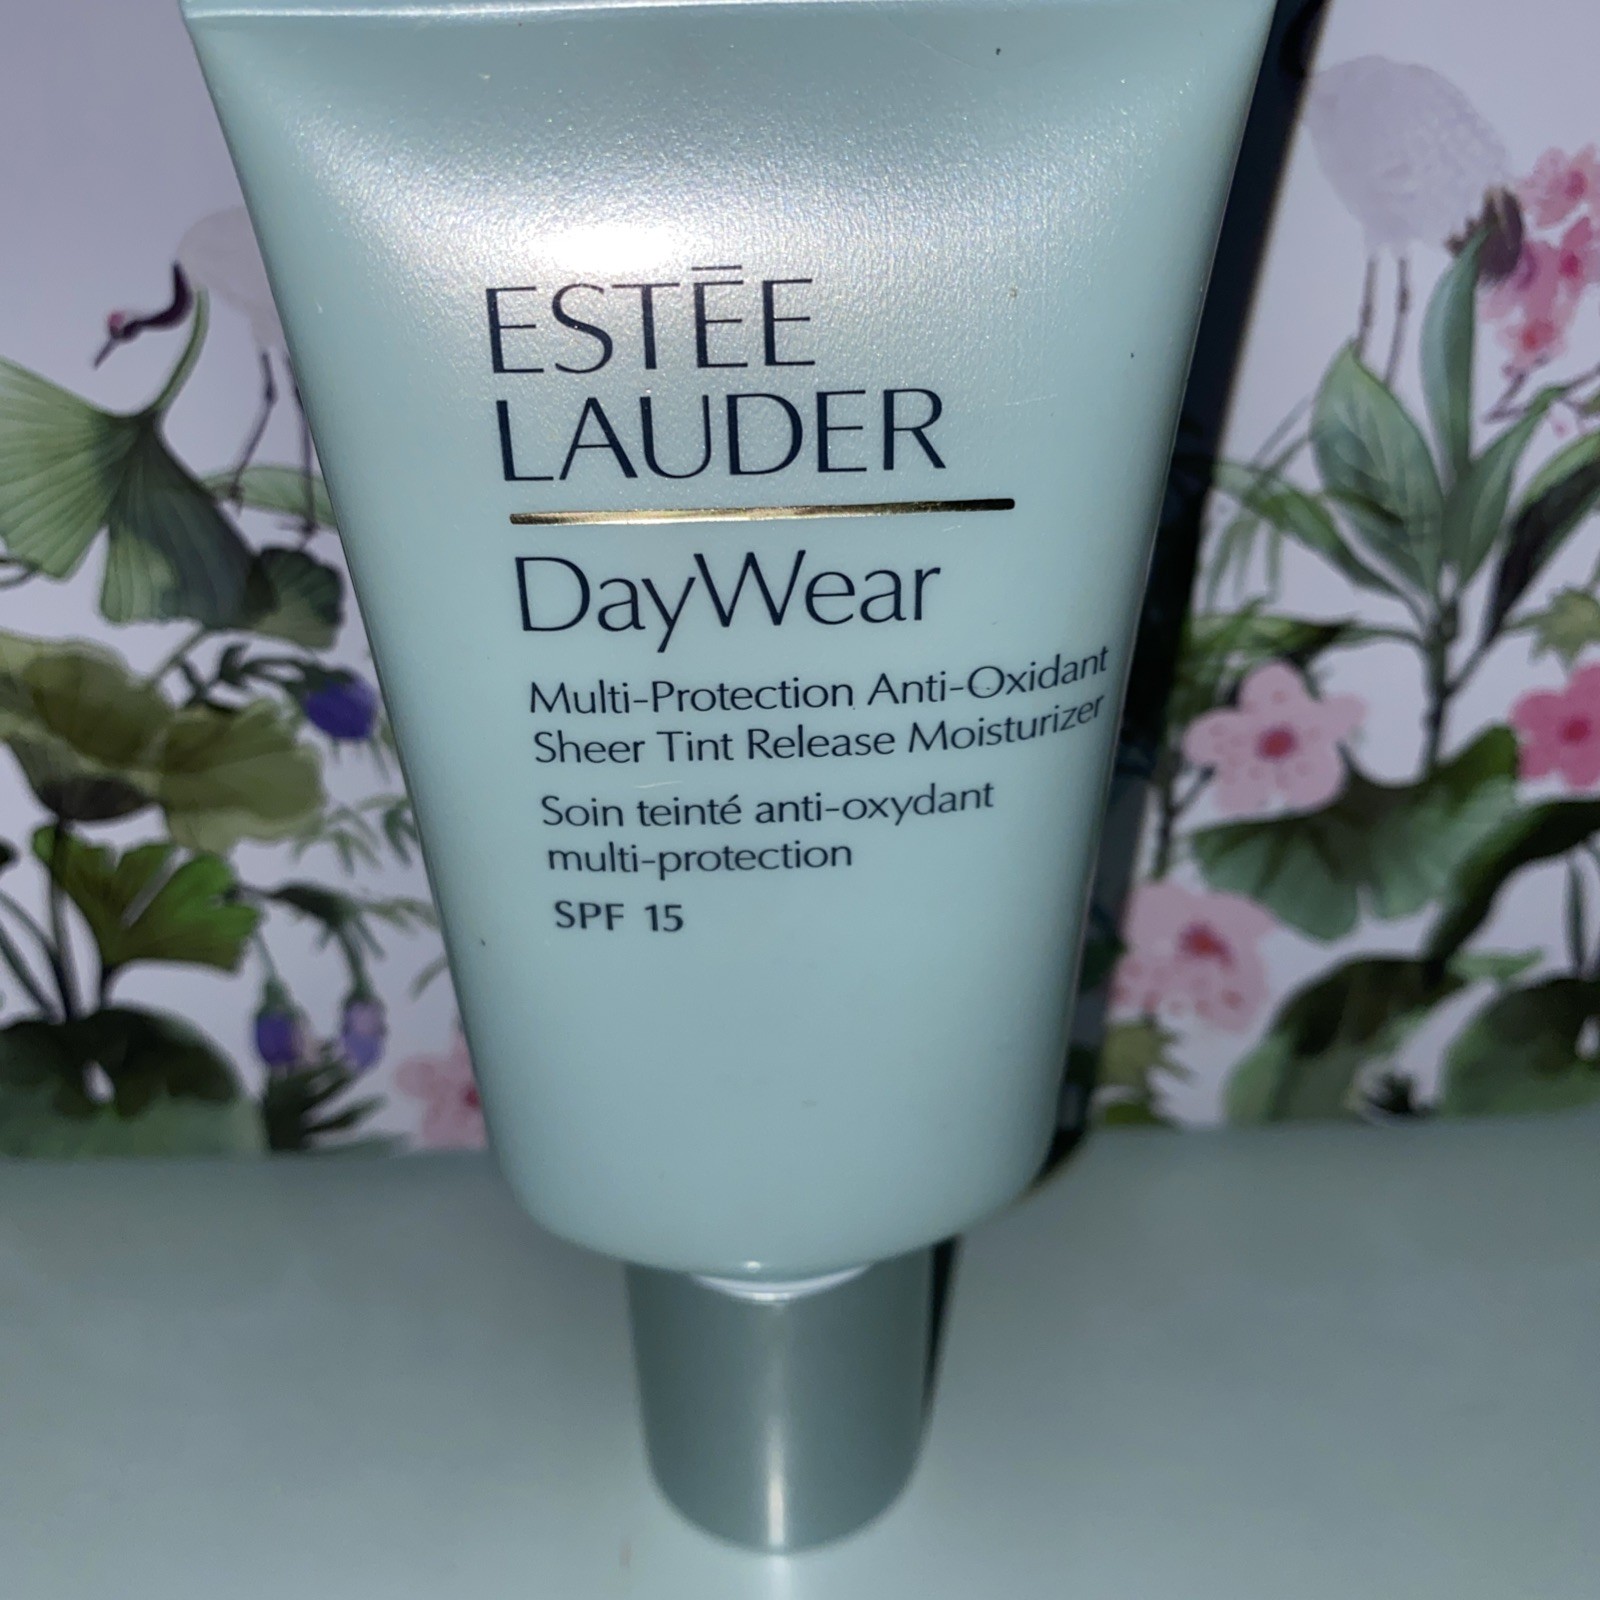 ESTĒE
LAUDER
DayWear
Multi-Protection Anti-Oxidant
Sheer Tint Release Moisturizer
Soin teinté anti-oxydant
multi-protection
SPF 15